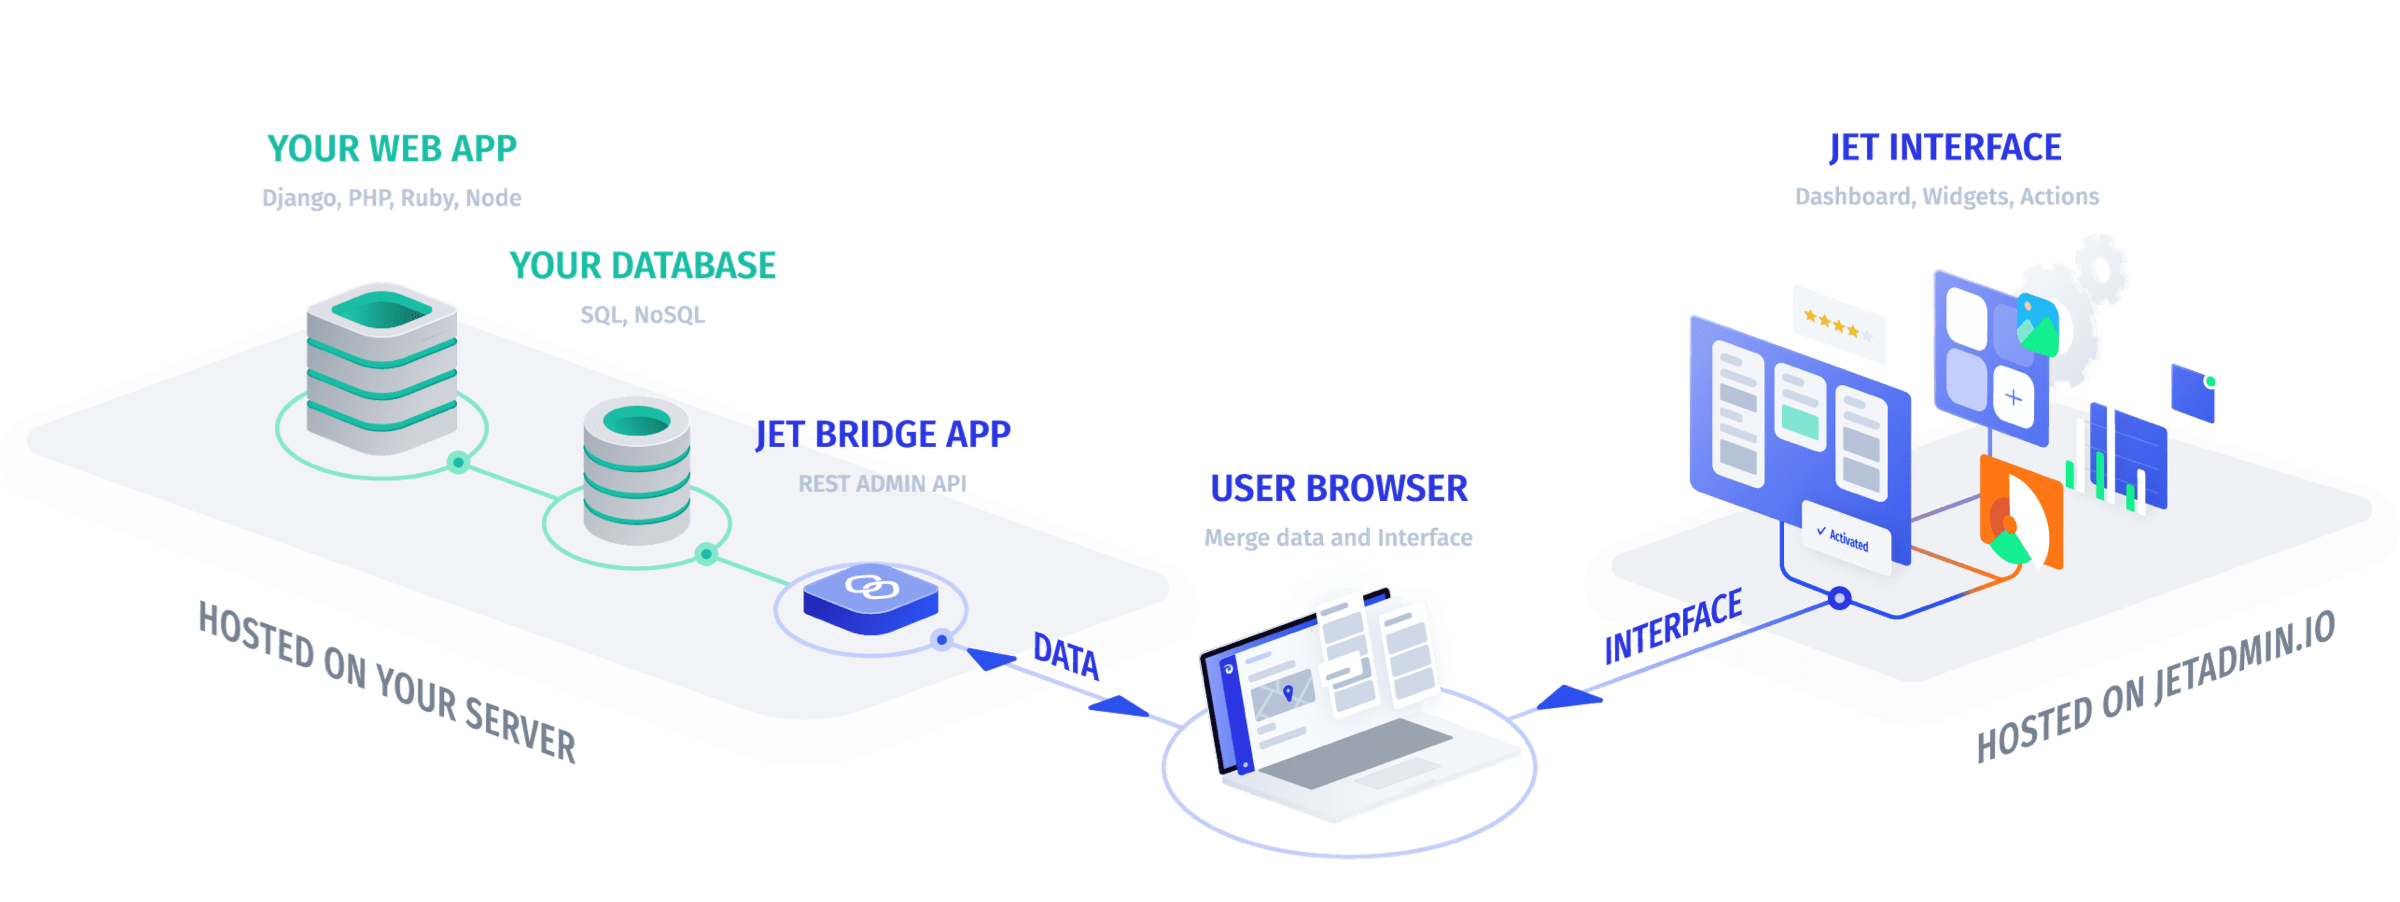 YOUR WEB APP
Django, PHP, Ruby, Node
YOUR DATABASE
SQL, NoSQL
JET BRIDGE APP
REST ADMIN API
HOSTED ON YOUR SERVER
DATA
USER BROWSER
Merge data and Interface
INTERFACE
JET INTERFACE
Dashboard, Widgets, Actions
Activated
HOSTED ON JETADMIN.IO